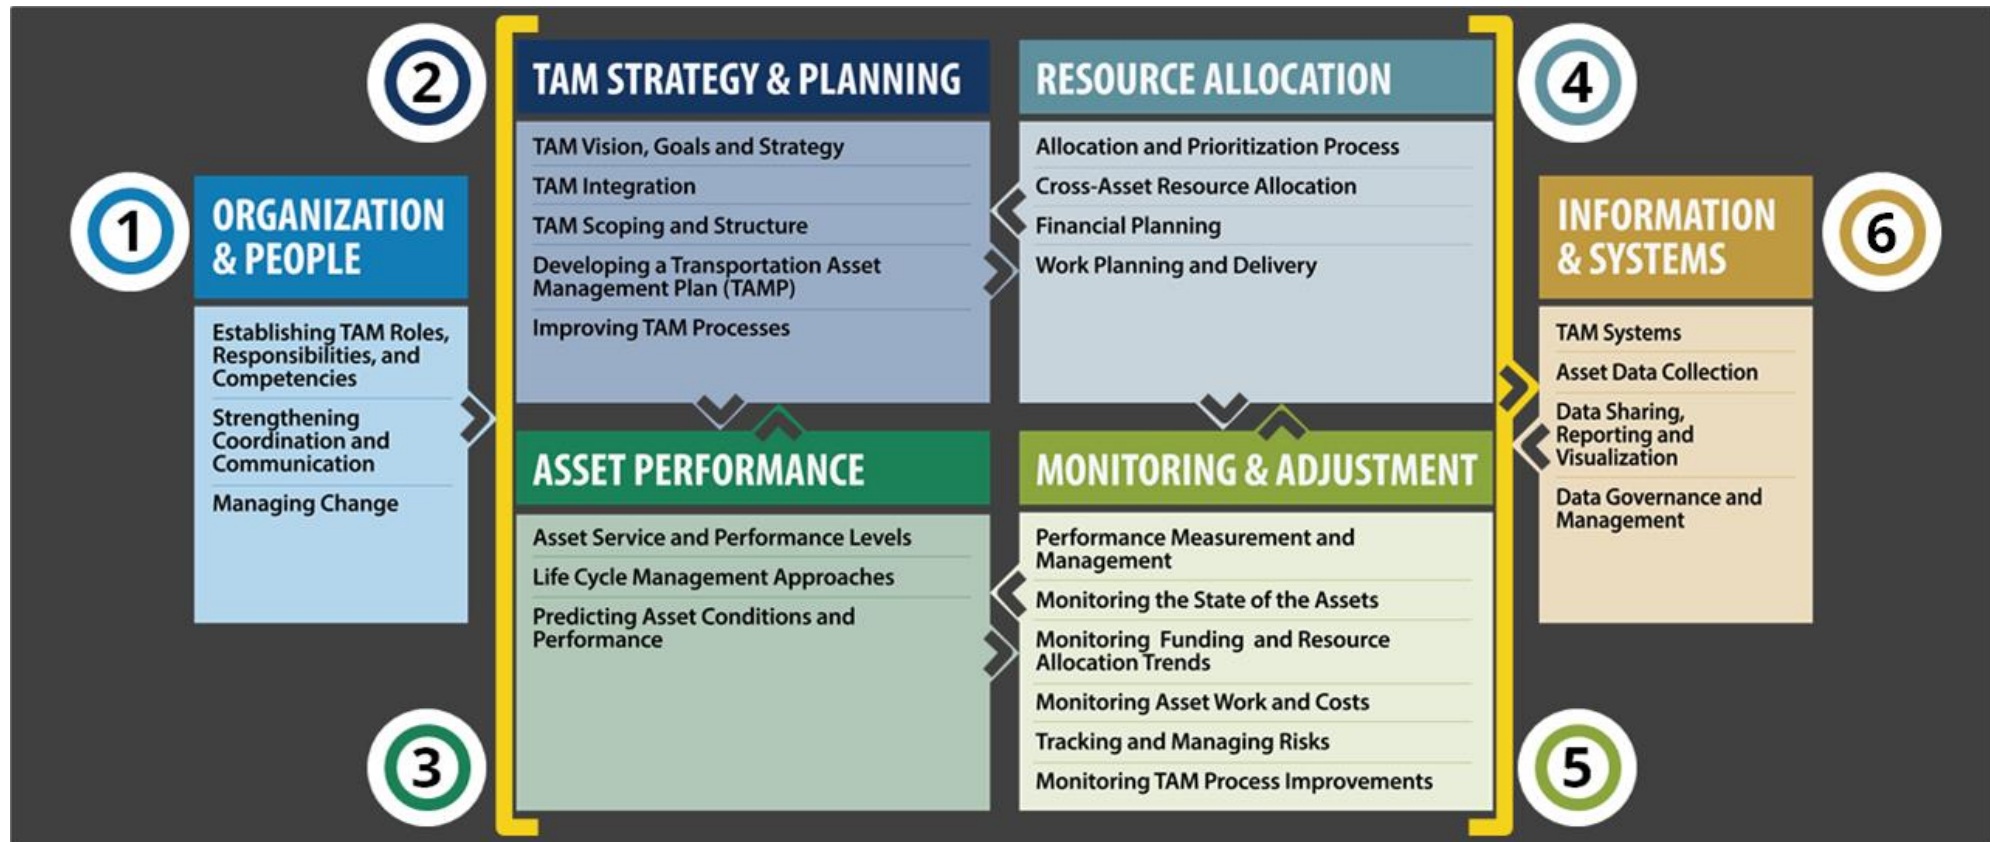 1
ORGANIZATION
& PEOPLE
Establishing TAM Roles,
Responsibilities, and
Competencies
Strengthening
Coordination and
Communication
Managing Change
2
TAM STRATEGY & PLANNING
TAM Vision, Goals and Strategy
TAM Integration
TAM Scoping and Structure
Developing a Transportation Asset
Management Plan (TAMP)
Improving TAM Processes
3
ASSET PERFORMANCE
Asset Service and Performance Levels
Life Cycle Management Approaches
Predicting Asset Conditions and
Performance
4
RESOURCE ALLOCATION
Allocation and Prioritization Process
Cross-Asset Resource Allocation
Financial Planning
Work Planning and Delivery
5
MONITORING & ADJUSTMENT
Performance Measurement and
Management
Monitoring the State of the Assets
Monitoring Funding and Resource
Allocation Trends
Monitoring Asset Work and Costs
Tracking and Managing Risks
Monitoring TAM Process Improvements
6
INFORMATION
& SYSTEMS
TAM Systems
Asset Data Collection
Data Sharing,
Reporting and
Visualization
Data Governance and
Management